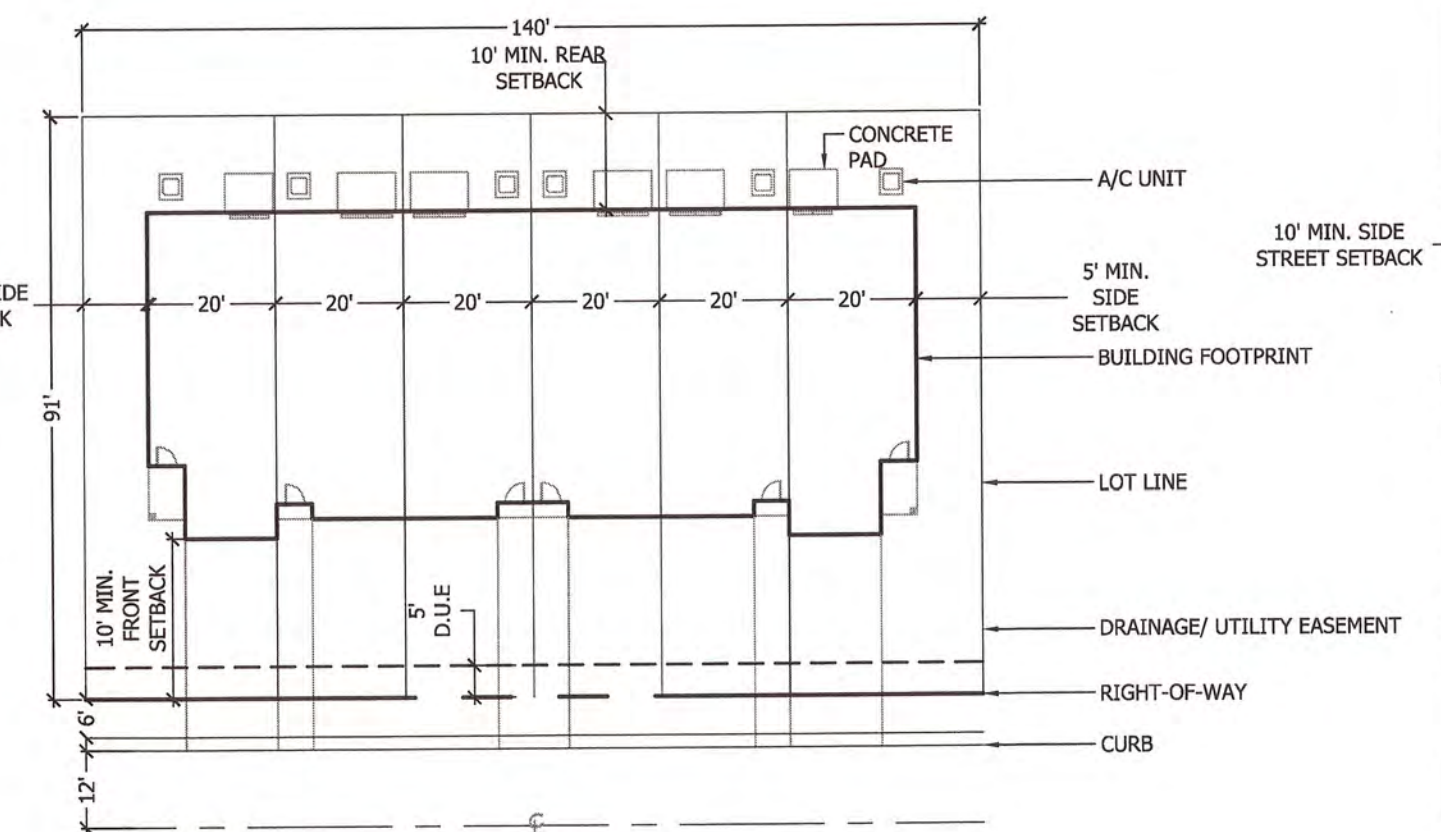 140'
10' MIN. REAR
SETBACK
CONCRETE
PAD
A/C UNIT
10' MIN. SIDE
STREET SETBACK
5' MIN.
SIDE
SETBACK
IDE
K
20'
20'
20'
20'
20'
20'
BUILDING FOOTPRINT
91'
LOT LINE
10' MIN.
FRONT
SETBACK
5'
D.U.E
DRAINAGE/ UTILITY EASEMENT
RIGHT-OF-WAY
6'
CURB
12'